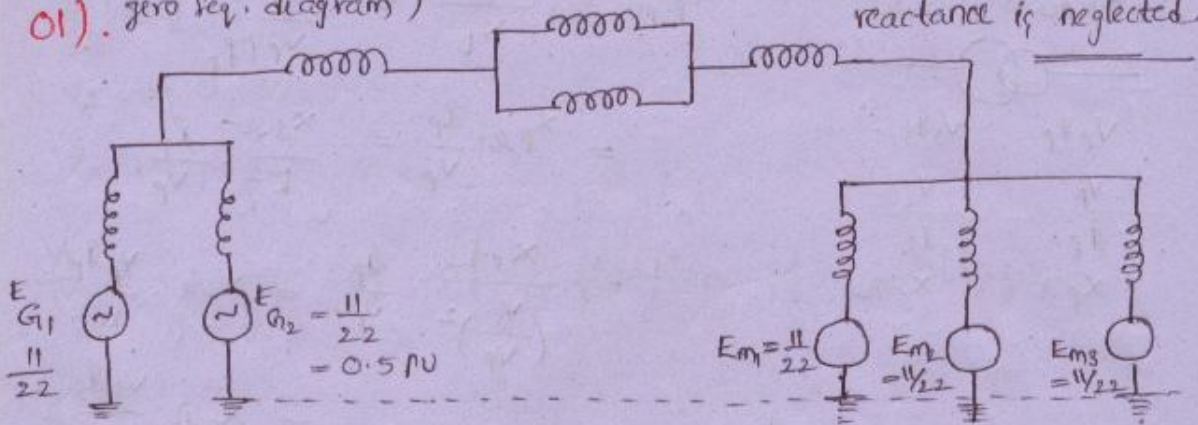 01). zero seq. diagram)
reactance is neglected.
E
G1
11
22
E G2 = 11/22
= 0.5 PU
Em1 = 11/22
Em2
= 11/22
Em3
= 11/22